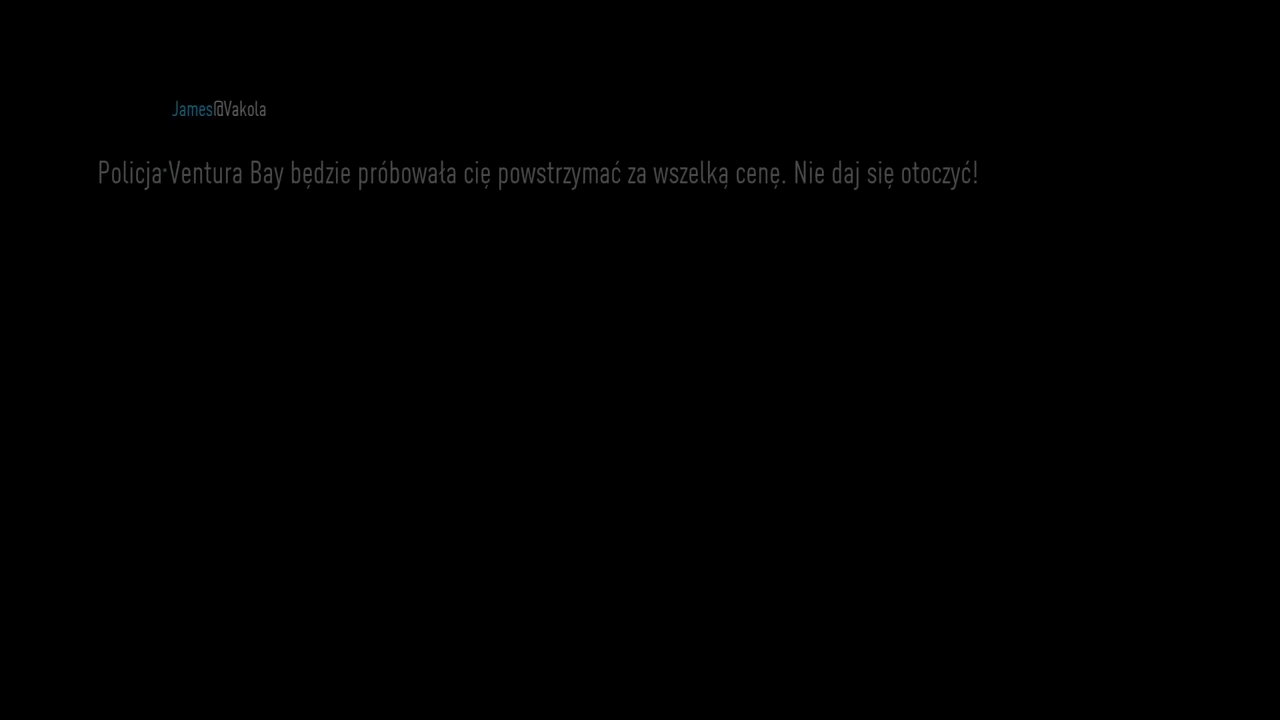 James@Vakola
Policja Ventura Bay będzie próbowała cię powstrzymać za wszelką cenę. Nie daj się otoczyć!